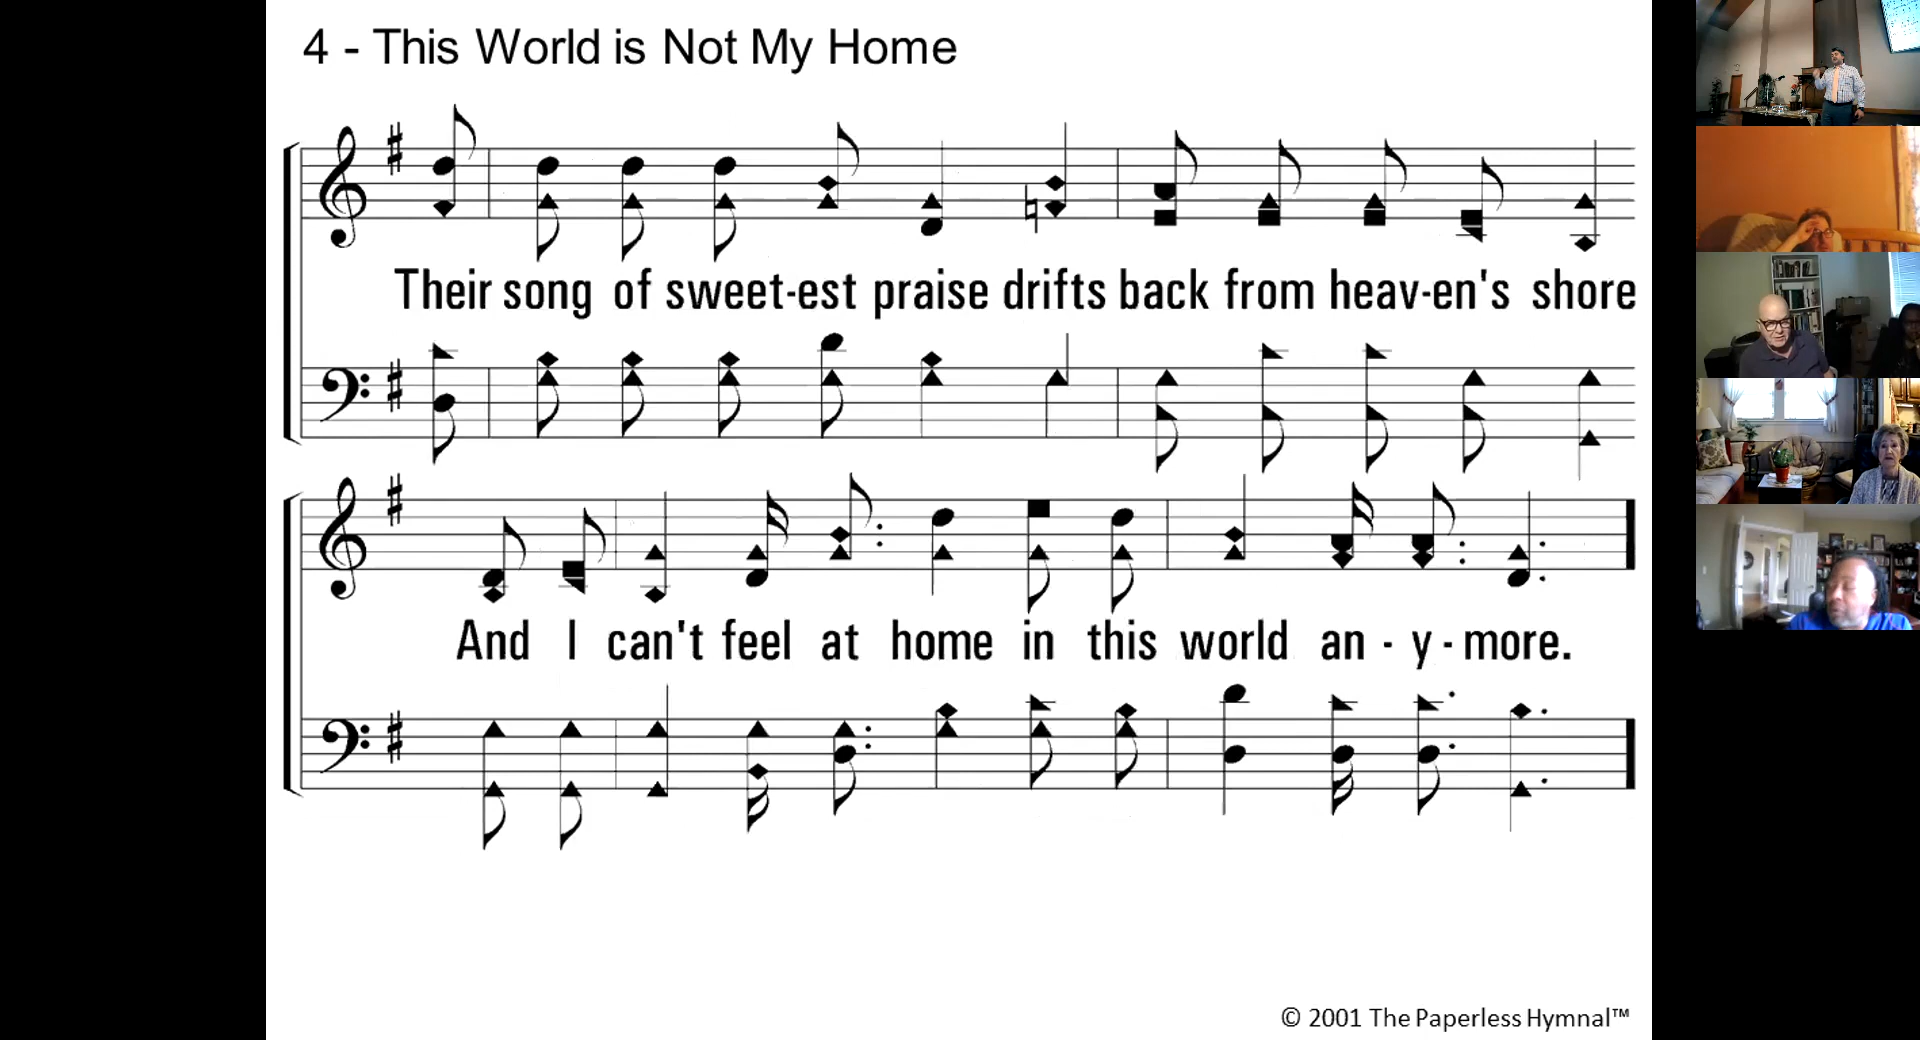 4 - This World is Not My Home
Their song of sweet-est praise drifts back from heav-en's shore
And I can't feel at home in this world an - y - more.
© 2001 The Paperless Hymnal™